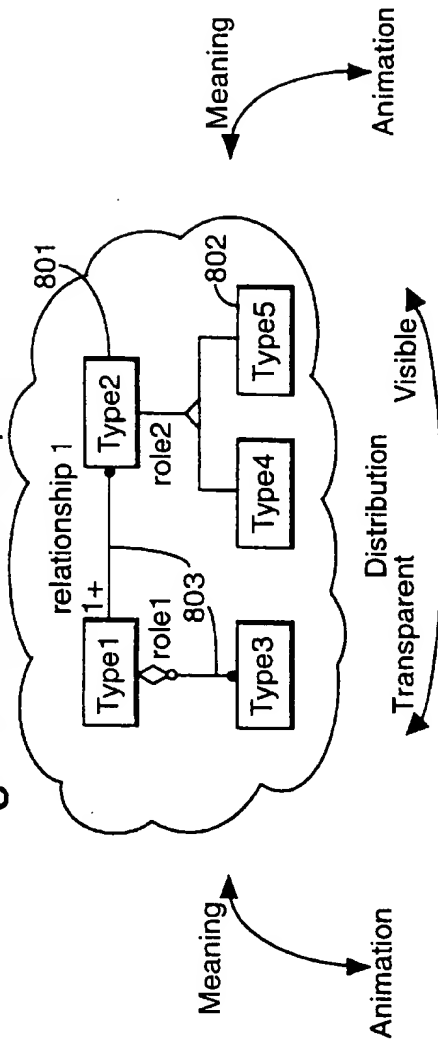 relationship 1
801
1+
Type1
Type2
role1
803
role2
802
Type3
Type4
Type5
Meaning
Animation
Distribution
Transparent
Visible
Meaning
Animation